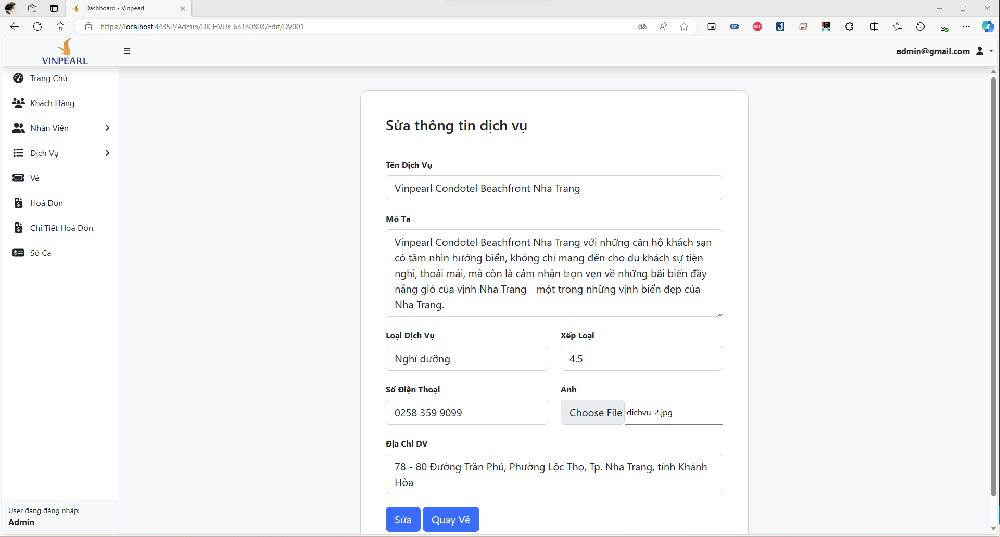 Dashboard - Vinpearl
https://localhost:44352/Admin/DICHVUs_63130803/Edit/DV001
aあ
A
ZIP
ABP
VINPEARL
admin@gmail.com
Trang Chủ
Khách Hàng
Nhân Viên
Dịch Vụ
Vé
Hoá Đơn
Chi Tiết Hoá Đơn
Số Ca
User đang đăng nhập:
Admin
Sửa thông tin dịch vụ
Tên Dịch Vụ
Vinpearl Condotel Beachfront Nha Trang
Mô Tả
Vinpearl Condotel Beachfront Nha Trang với những căn hộ khách sạn
có tầm nhìn hướng biển, không chỉ mang đến cho du khách sự tiện
nghi, thoải mái, mà còn là cảm nhận trọn vẹn về những bãi biển đầy
nắng gió của vịnh Nha Trang - một trong những vịnh biển đẹp của
Nha Trang.
Loại Dịch Vụ
Xếp Loại
Nghỉ dưỡng
4.5
Số Điện Thoại
Ảnh
0258 359 9099
Choose File dichvu_2.jpg
Địa Chỉ DV
78 - 80 Đường Trần Phú, Phường Lộc Thọ, Tp. Nha Trang, tỉnh Khánh
Hòa
Sửa
Quay Về